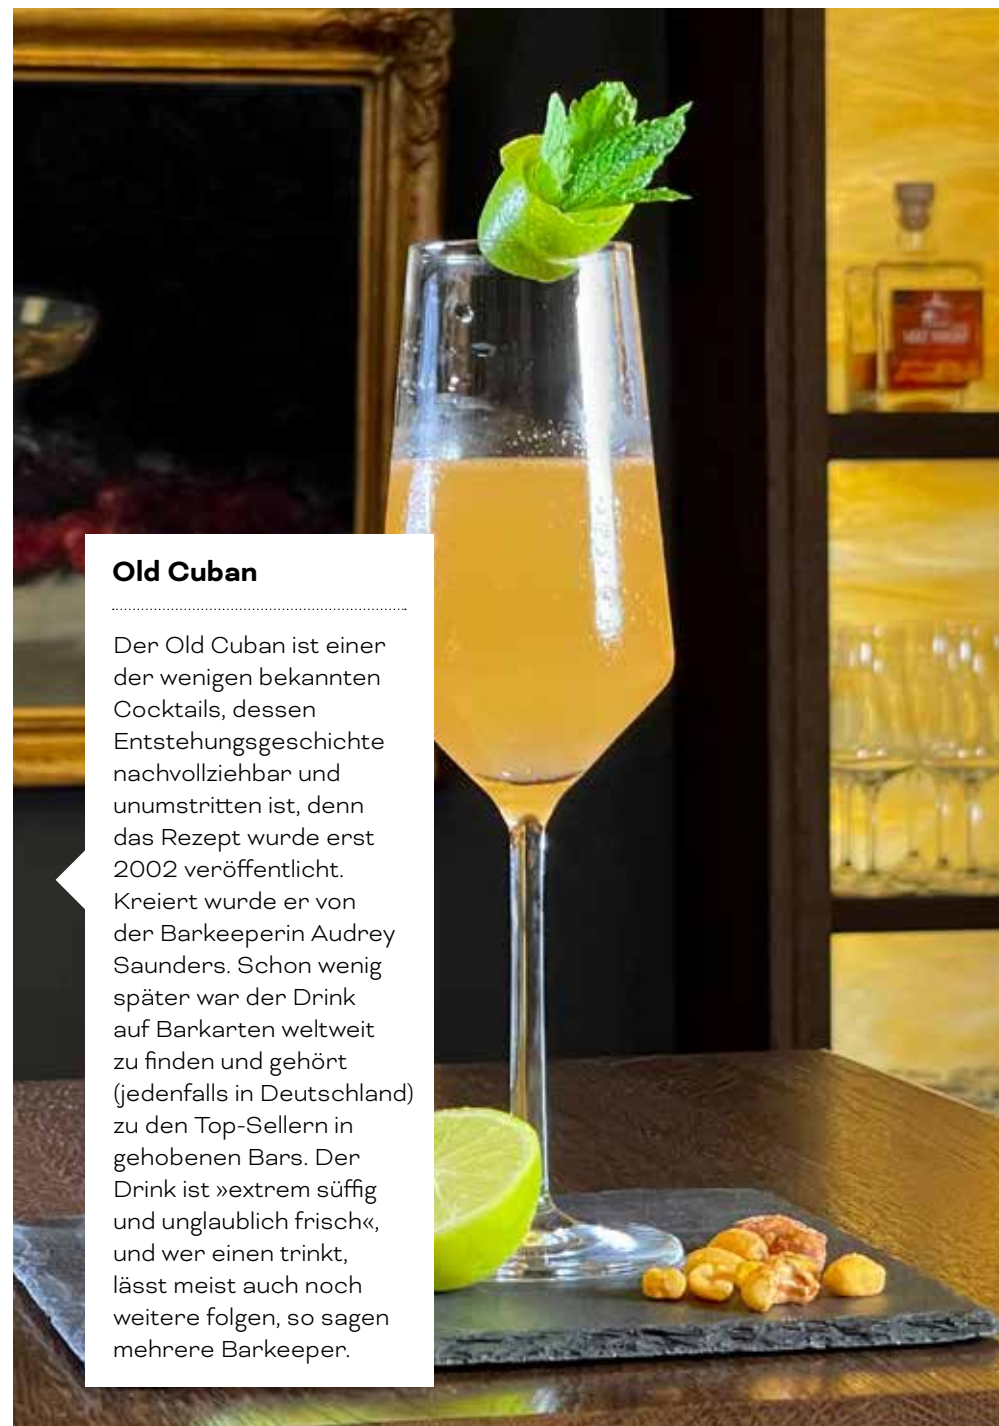 Old Cuban
Der Old Cuban ist einer
der wenigen bekannten
Cocktails, dessen
Entstehungsgeschichte
nachvollziehbar und
unumstritten ist, denn
das Rezept wurde erst
2002 veröffentlicht.
Kreiert wurde er von
der Barkeeperin Audrey
Saunders. Schon wenig
später war der Drink
auf Barkarten weltweit
zu finden und gehört
(jedenfalls in Deutschland)
zu den Top-Sellern in
gehobenen Bars. Der
Drink ist »extrem süffig
und unglaublich frisch«,
und wer einen trinkt,
lässt meist auch noch
weitere folgen, so sagen
mehrere Barkeeper.